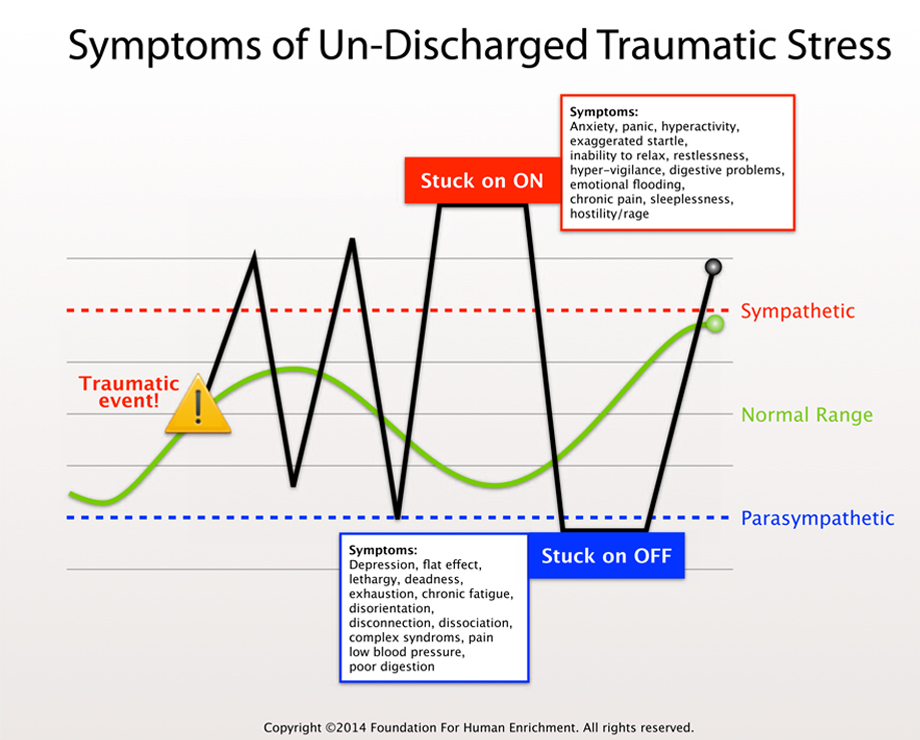 Symptoms of Un-Discharged Traumatic Stress
Symptoms:
Anxiety, panic, hyperactivity,
exaggerated startle,
inability to relax, restlessness,
hyper-vigilance, digestive problems,
emotional flooding,
chronic pain, sleeplessness,
hostility/rage
Stuck on ON
Sympathetic
Traumatic
event!
!
Normal Range
Parasympathetic
Stuck on OFF
Symptoms:
Depression, flat effect,
lethargy, deadness,
exhaustion, chronic fatigue,
disorientation,
disconnection, dissociation,
complex syndroms, pain
low blood pressure,
poor digestion
Copyright ©2014 Foundation For Human Enrichment. All rights reserved.